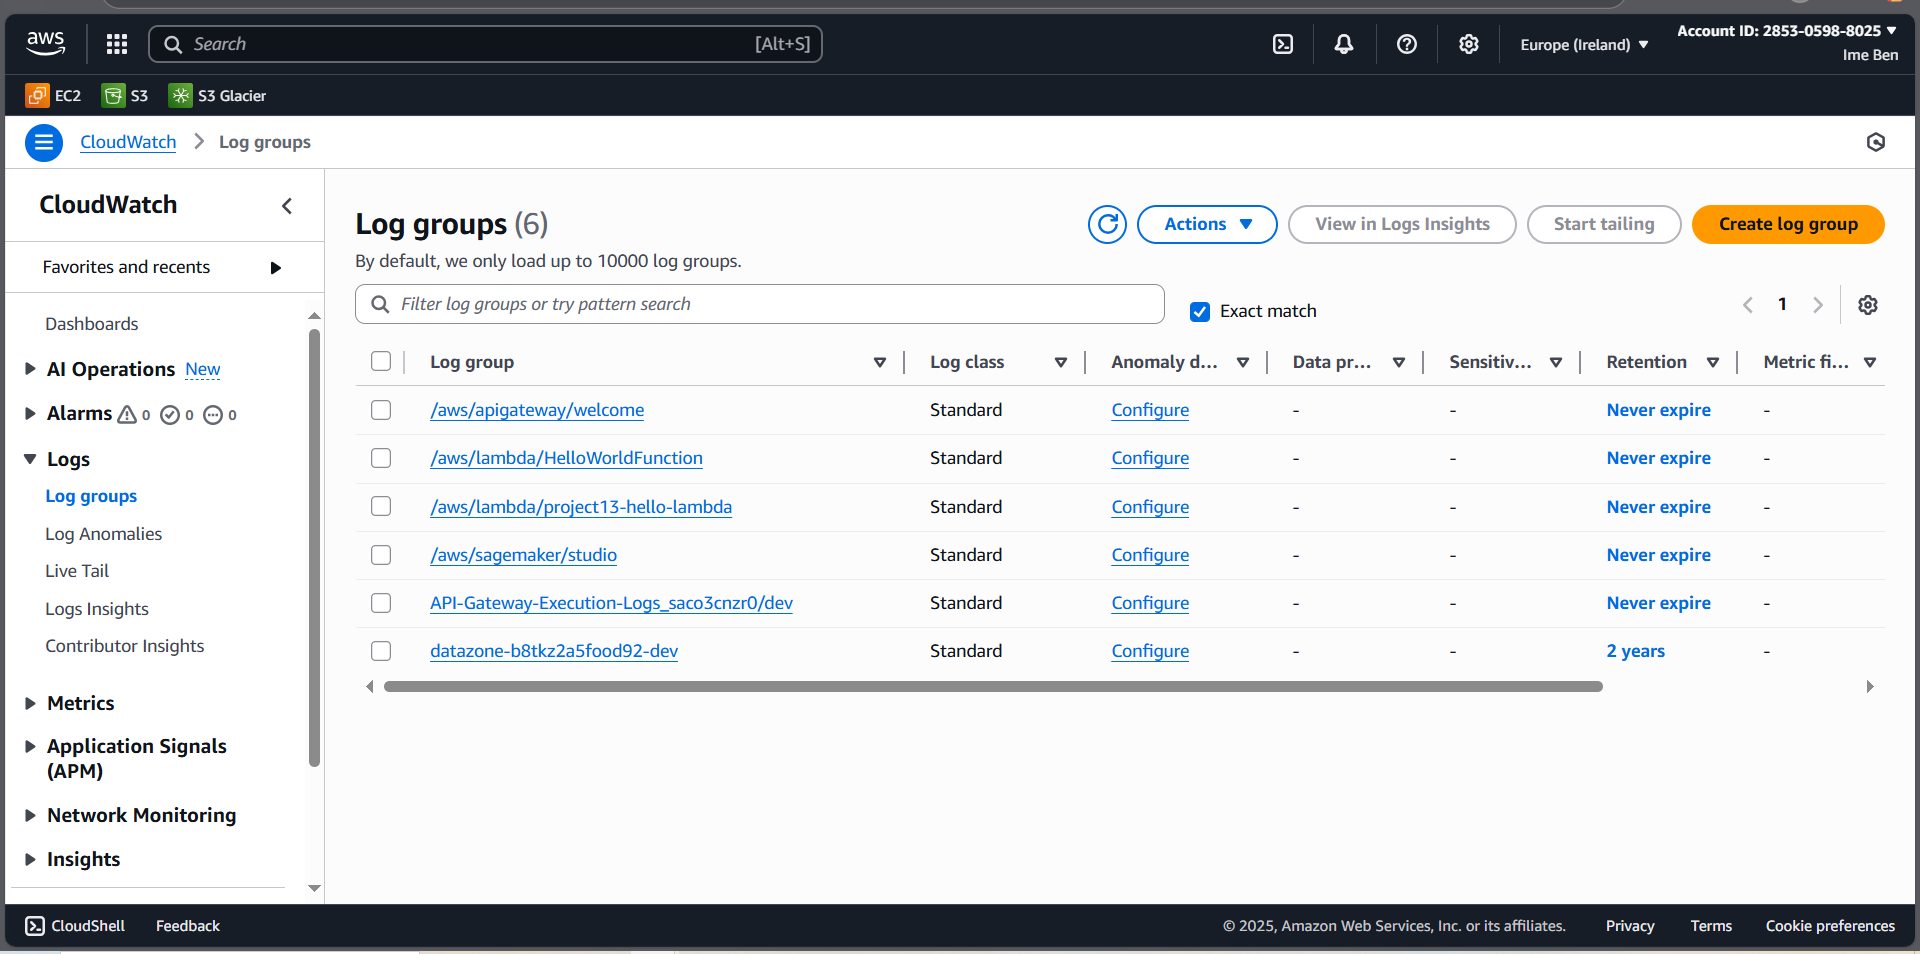 aws
Search [Alt+S]
Europe (Ireland)
Account ID: 2853-0598-8025
Ime Ben
EC2 S3 S3 Glacier
CloudWatch Log groups
CloudWatch
Favorites and recents
Dashboards
AI Operations New
Alarms 0 0 0
Logs
Log groups
Log Anomalies
Live Tail
Logs Insights
Contributor Insights
Metrics
Application Signals
(APM)
Network Monitoring
Insights
Log groups (6)
Actions View in Logs Insights Start tailing Create log group
By default, we only load up to 10000 log groups.
Filter log groups or try pattern search
Exact match
1
Log group Log class Anomaly d... Data pr... Sensitiv... Retention Metric fi...
/aws/apigateway/welcome Standard Configure - - Never expire -
/aws/lambda/HelloWorldFunction Standard Configure - - Never expire -
/aws/lambda/project13-hello-lambda Standard Configure - - Never expire -
/aws/sagemaker/studio Standard Configure - - Never expire -
API-Gateway-Execution-Logs_saco3cnzr0/dev Standard Configure - - Never expire -
datazone-b8tkz2a5food92-dev Standard Configure - - 2 years -
CloudShell Feedback © 2025, Amazon Web Services, Inc. or its affiliates. Privacy Terms Cookie preferences